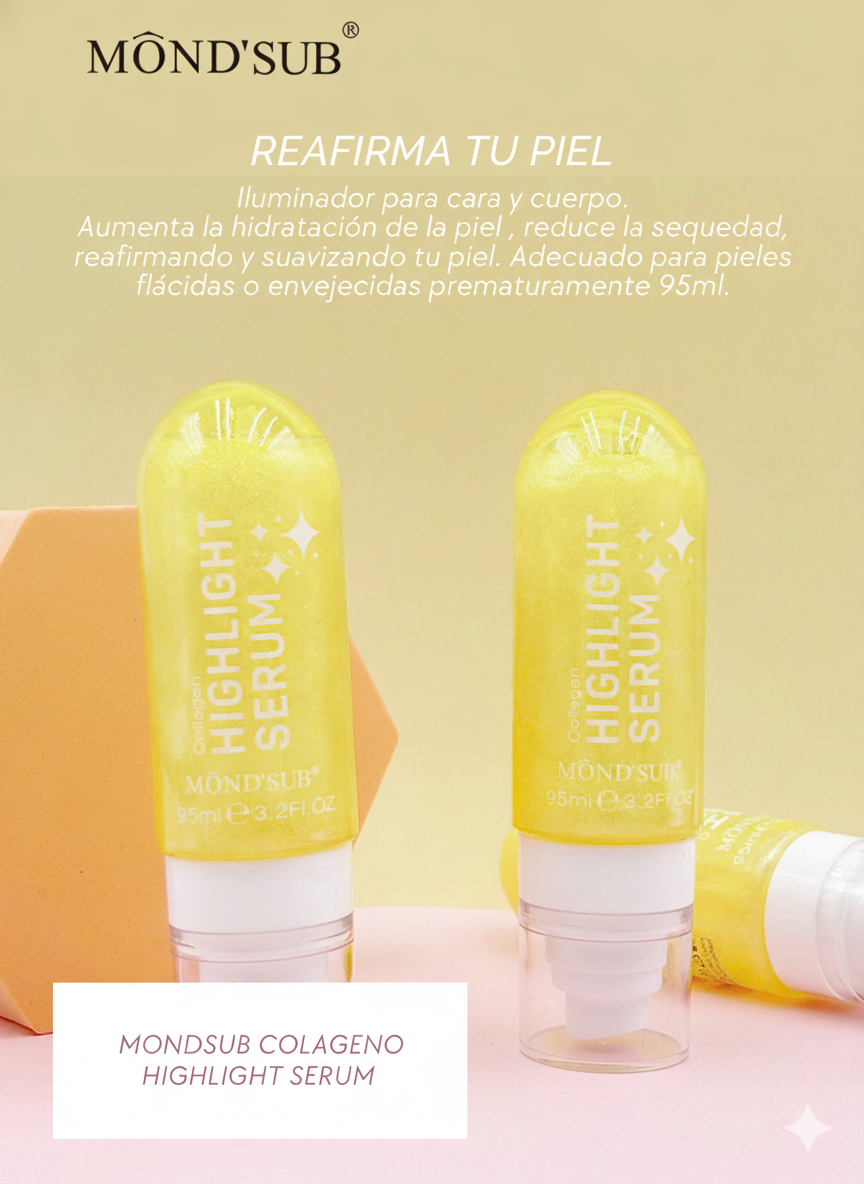 MÔND'SUB®
REAFIRMA TU PIEL
Iluminador para cara y cuerpo.
Aumenta la hidratación de la piel , reduce la sequedad,
reafirmando y suavizando tu piel. Adecuado para pieles
flácidas o envejecidas prematuramente 95ml.
Collagen
HIGHLIGHT
SERUM
MÔND'SUB®
95ml e 3.2Fl.OZ
Collagen
HIGHLIGHT
SERUM
MÔND'SUB®
95ml e 3.2Fl.OZ
MONDSUB COLAGENO
HIGHLIGHT SERUM